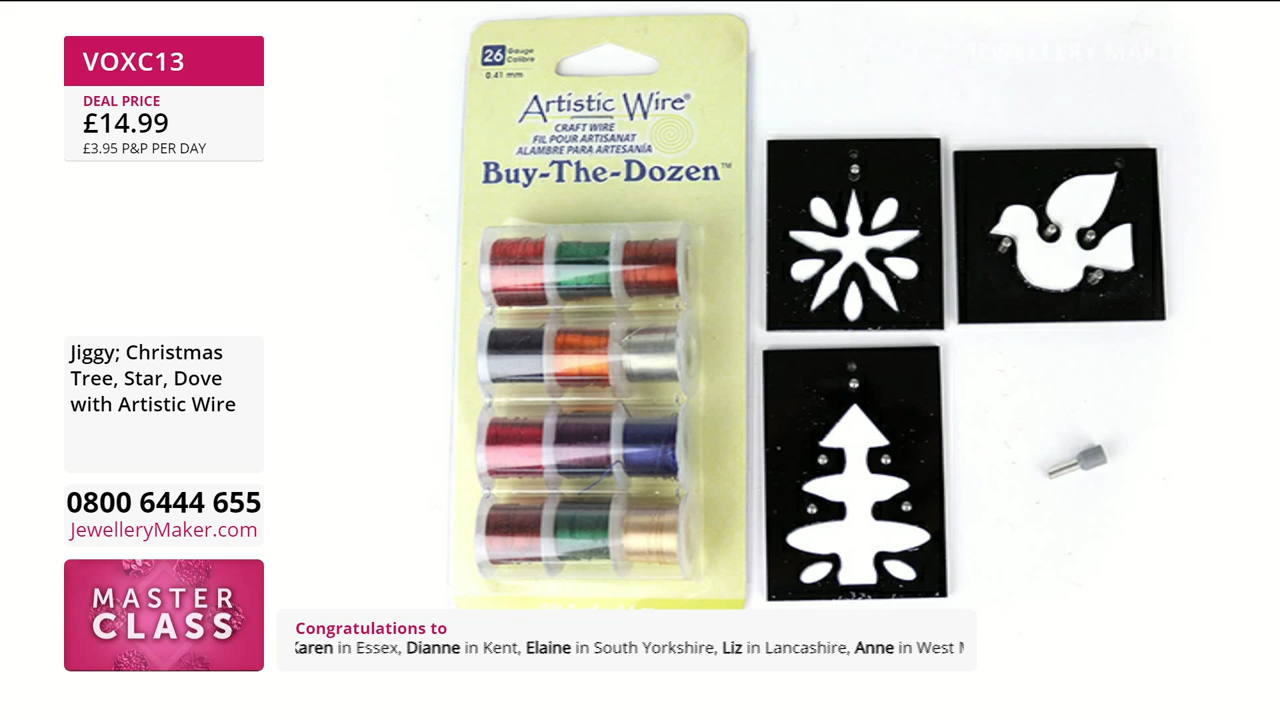 VOXC13
DEAL PRICE
£14.99
£3.95 P&P PER DAY
Jiggy; Christmas
Tree, Star, Dove
with Artistic Wire
0800 6444 655
JewelleryMaker.com
MASTER
CLASS
26 Gauge
Calibre
0.41 mm
Artistic Wire®
CRAFT WIRE
FIL POUR ARTISANAT
ALAMBRE PARA ARTESANÍA
Buy-The-Dozen™
JEWELLERY MAKER
Congratulations to
Karen in Essex, Dianne in Kent, Elaine in South Yorkshire, Liz in Lancashire, Anne in West